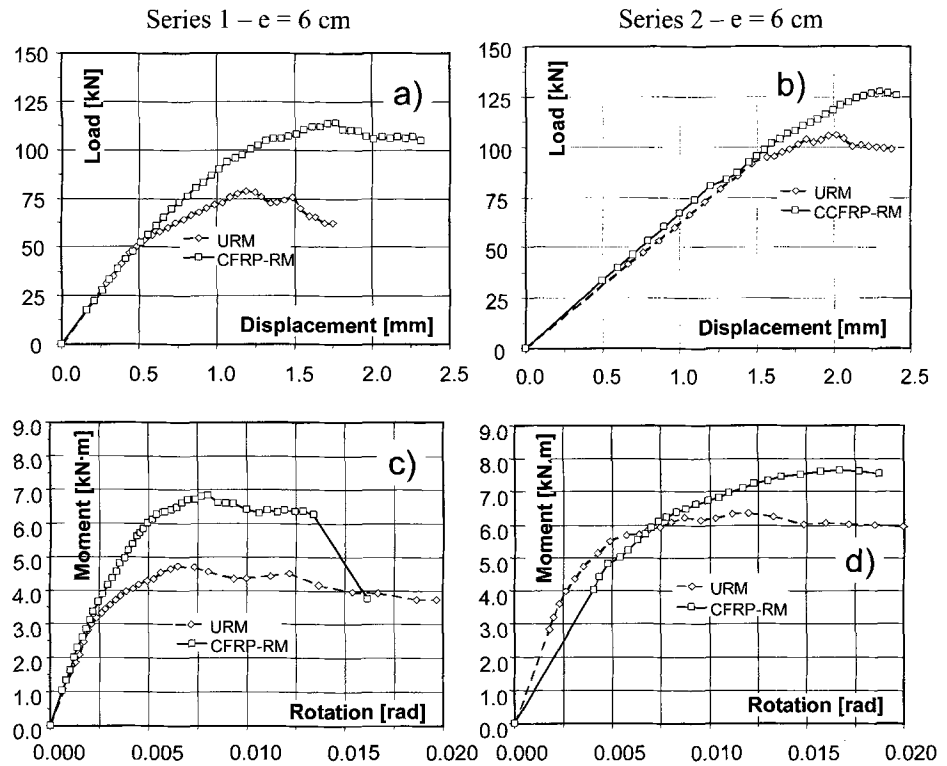 Series 1 – e = 6 cm
Series 2 – e = 6 cm
150
125
100
75
50
25
0
Load [kN]
a)
URM
CFRP-RM
Displacement [mm]
0.0 0.5 1.0 1.5 2.0 2.5
150
125
100
75
50
25
0
Load [kN]
b)
URM
CCFRP-RM
Displacement [mm]
0.0 0.5 1.0 1.5 2.0 2.5
9.0
8.0
7.0
6.0
5.0
4.0
3.0
2.0
1.0
0.0
Moment [kN·m]
c)
URM
CFRP-RM
Rotation [rad]
0.000 0.005 0.010 0.015 0.020
9.0
8.0
7.0
6.0
5.0
4.0
3.0
2.0
1.0
0.0
Moment [kN.m]
d)
URM
CFRP-RM
Rotation [rad]
0.000 0.005 0.010 0.015 0.020